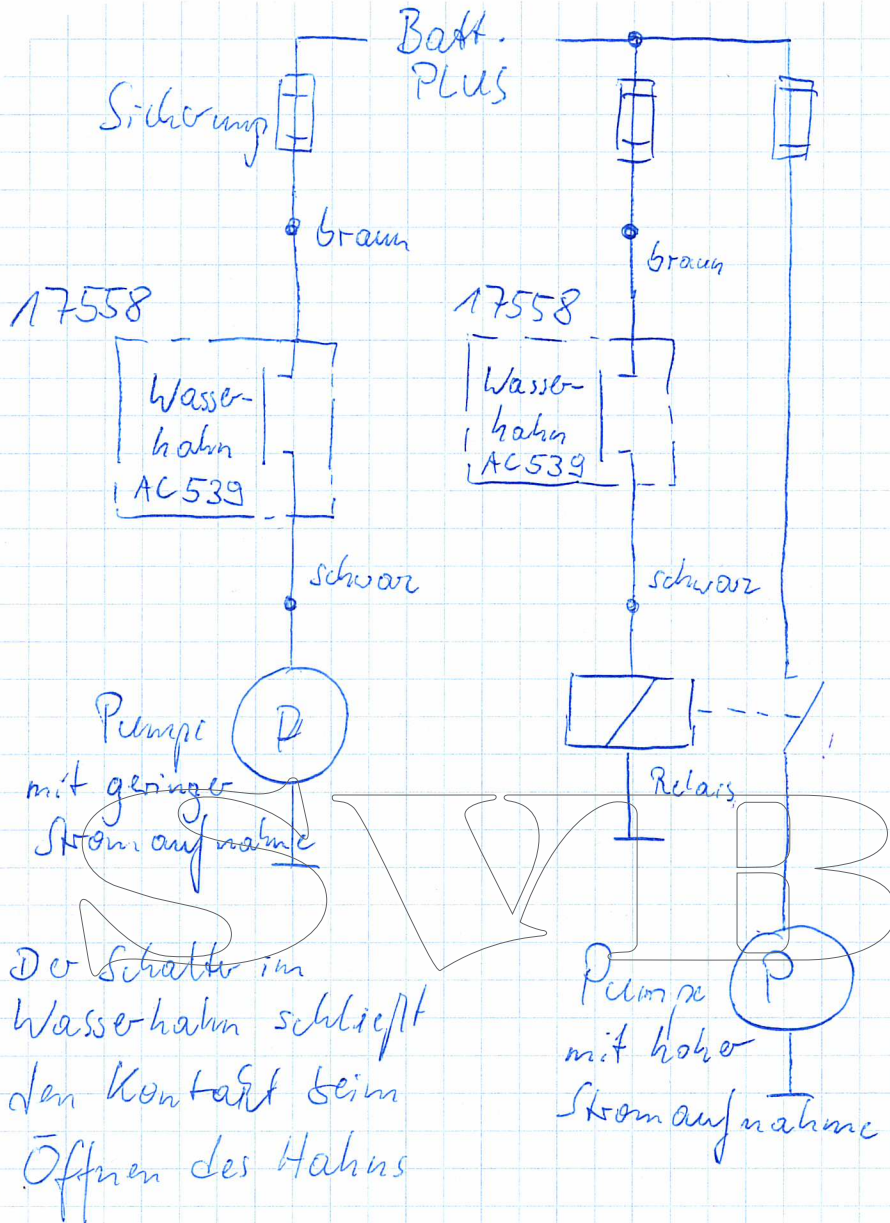 Batt.
PLUS
Sicherung
braun
braun
17558
17558
Wasser-
hahn
AC539
Wasser-
hahn
AC539
schwarz
schwarz
Pumpe
P
mit geringer
Stromaufnahme
Relais
SVB
Der Schalter im
Wasserhahn schließt
den Kontakt beim
Öffnen des Hahns
Pumpe
P
mit hoher
Stromaufnahme